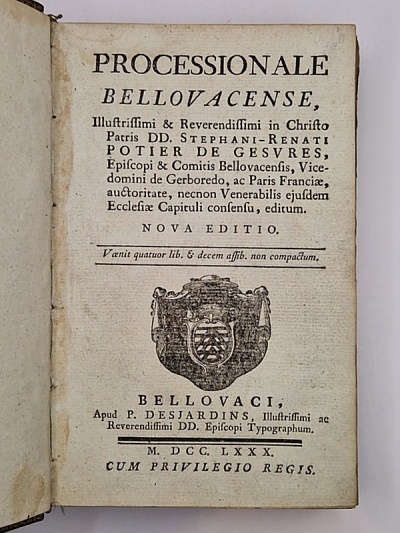 PROCESSIONALE
BELLOVACENSE,
Illuſtriſſimi & Reverendiſſimi in Chriſto
Patris DD. STEPHANI-RENATI
POTIER DE GESVRES,
Epiſcopi & Comitis Bellovacenſis, Vice-
domini de Gerboredo, ac Paris Franciæ,
auctoritate, necnon Venerabilis ejuſdem
Eccleſiæ Capituli conſenſu, editum.
NOVA EDITIO.
Vœnit quatuor lib. & decem aſſib. non compactum.
BELLOVACI,
Apud P. DESJARDINS, Illuſtriſſimi ac
Reverendiſſimi DD. Epiſcopi Typographum.
M. DCC. LXXX.
CUM PRIVILEGIO REGIS.